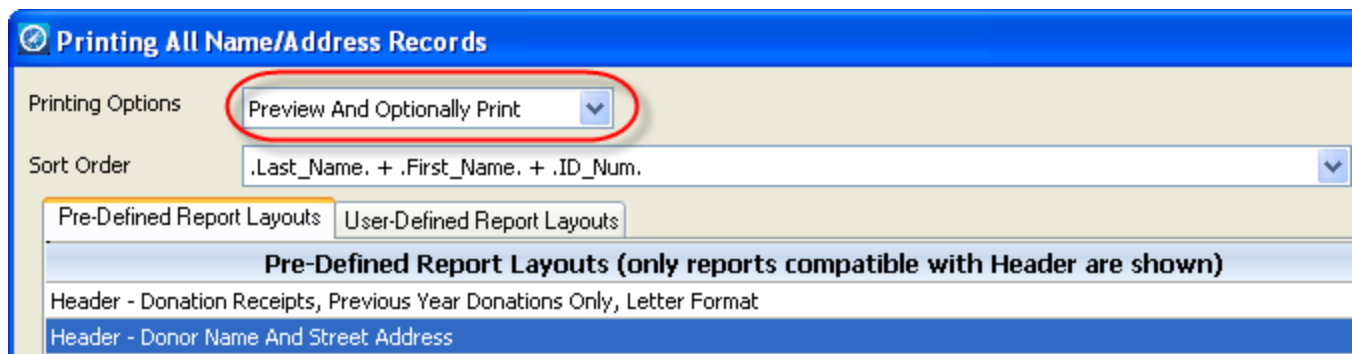 Printing All Name/Address Records
Printing Options
Preview And Optionally Print
Sort Order
.Last_Name. + .First_Name. + .ID_Num.
Pre-Defined Report Layouts
User-Defined Report Layouts
Pre-Defined Report Layouts (only reports compatible with Header are shown)
Header - Donation Receipts, Previous Year Donations Only, Letter Format
Header - Donor Name And Street Address